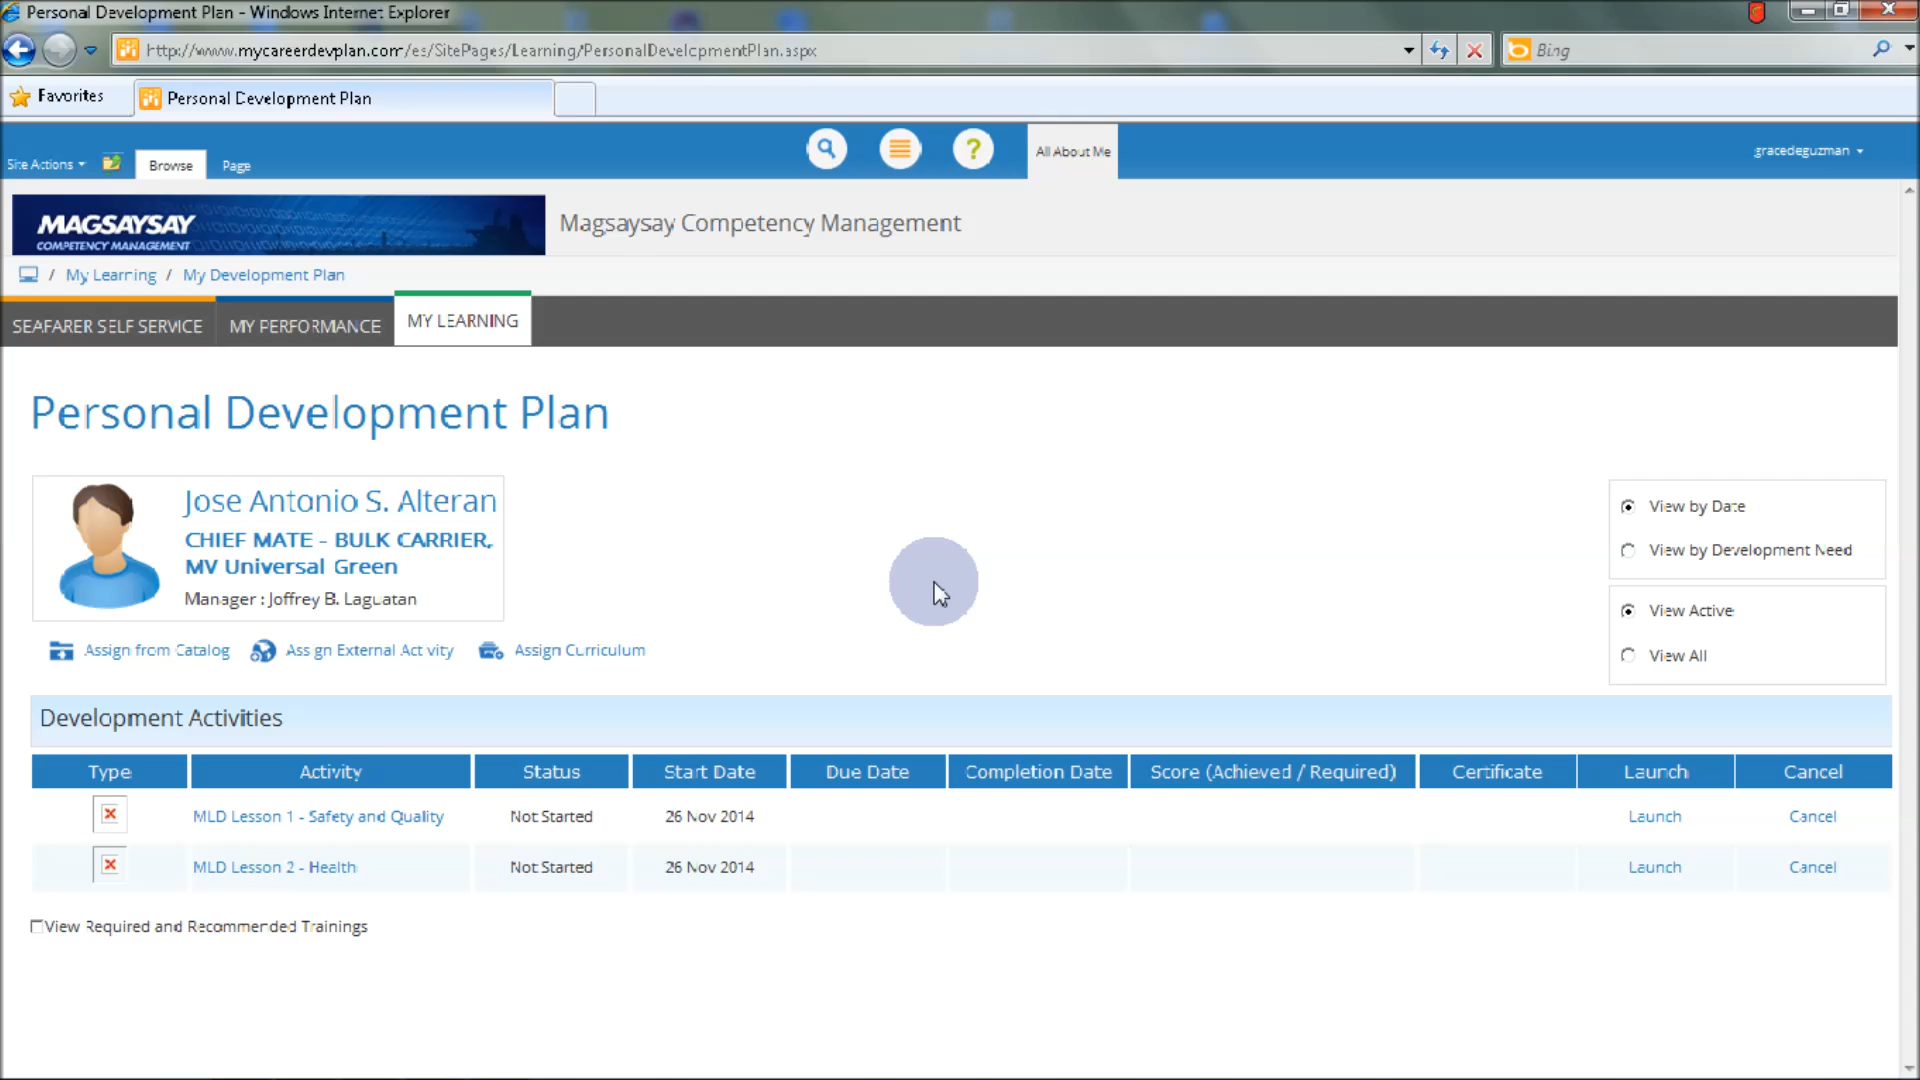 Personal Development Plan - Windows Internet Explorer
http://www.mycareerdevplan.com/es/SitePages/Learning/PersonalDevelopmentPlan.aspx
Bing
Favorites
Personal Development Plan
Site Actions
Browse
Page
?
All About Me
gracedeguzman
MAGSAYSAY
COMPETENCY MANAGEMENT
Magsaysay Competency Management
/ My Learning / My Development Plan
SEAFARER SELF SERVICE
MY PERFORMANCE
MY LEARNING
Personal Development Plan
Jose Antonio S. Alteran
CHIEF MATE - BULK CARRIER,
MV Universal Green
Manager : Joffrey B. Laguatan
View by Date
View by Development Need
View Active
View All
Assign from Catalog
Assign External Activity
Assign Curriculum
Development Activities
Type Activity Status Start Date Due Date Completion Date Score (Achieved / Required) Certificate Launch Cancel
MLD Lesson 1 - Safety and Quality Not Started 26 Nov 2014 Launch Cancel
MLD Lesson 2 - Health Not Started 26 Nov 2014 Launch Cancel
View Required and Recommended Trainings